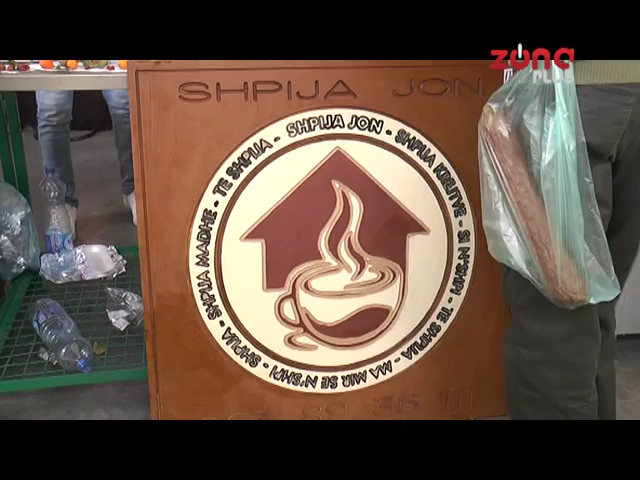 zona
PLUS
SHPIJA JON
SHPIJA JON - SHPIJA KREJTVE - SI N'SHPI - TE SHPIJA - MA MIR SE N'SHPI - SHPIJA - SHPIJA MADHE - TE SHPIJA -